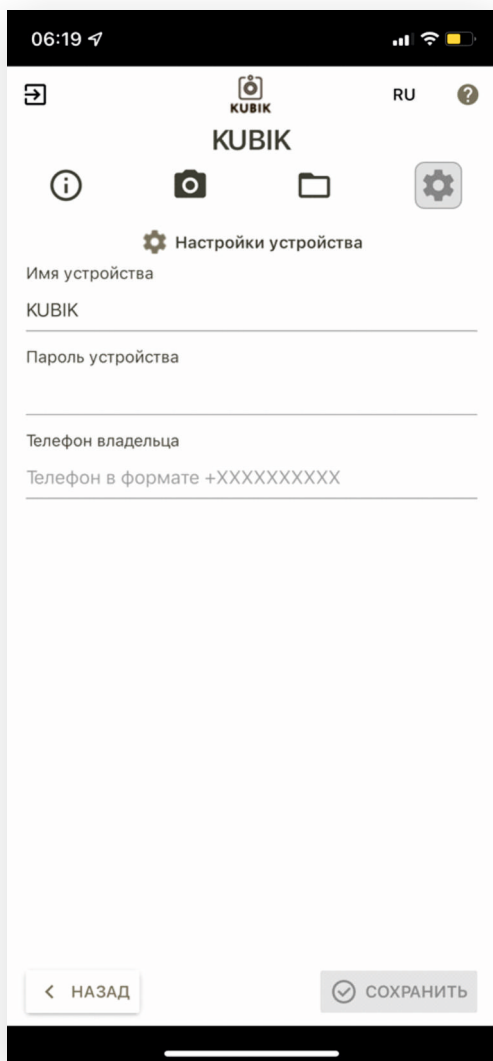 06:19
KUBIK
RU
KUBIK
Настройки устройства
Имя устройства
KUBIK
Пароль устройства
Телефон владельца
Телефон в формате +XXXXXXXXXX
НАЗАД
СОХРАНИТЬ